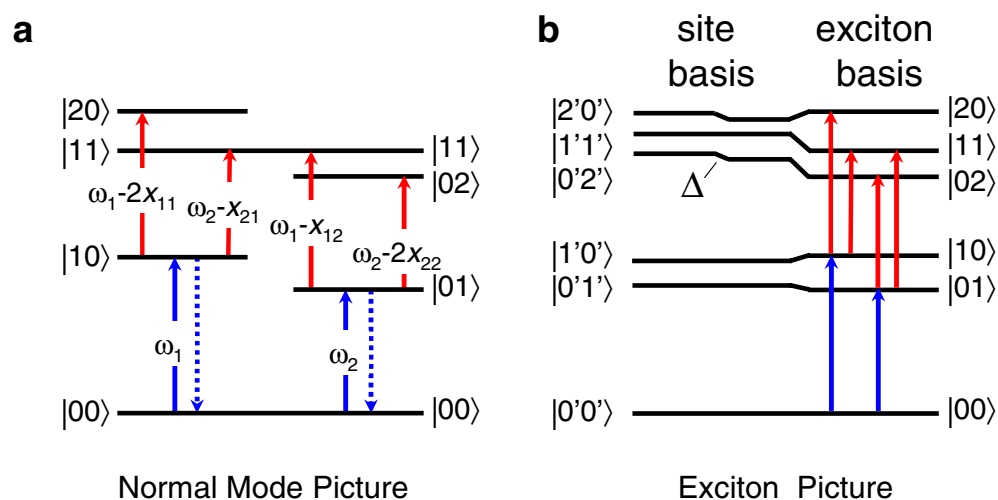 a
|20⟩
|11⟩
|11⟩
|02⟩
ω₁-2x₁₁
ω₂-x₂₁
ω₁-x₁₂
ω₂-2x₂₂
|10⟩
|01⟩
ω₁
ω₂
|00⟩
|00⟩
Normal Mode Picture
b
site
basis
exciton
basis
|2'0'⟩
|20⟩
|1'1'⟩
|11⟩
|0'2'⟩
|02⟩
Δ
|1'0'⟩
|10⟩
|0'1'⟩
|01⟩
|0'0'⟩
|00⟩
Exciton Picture